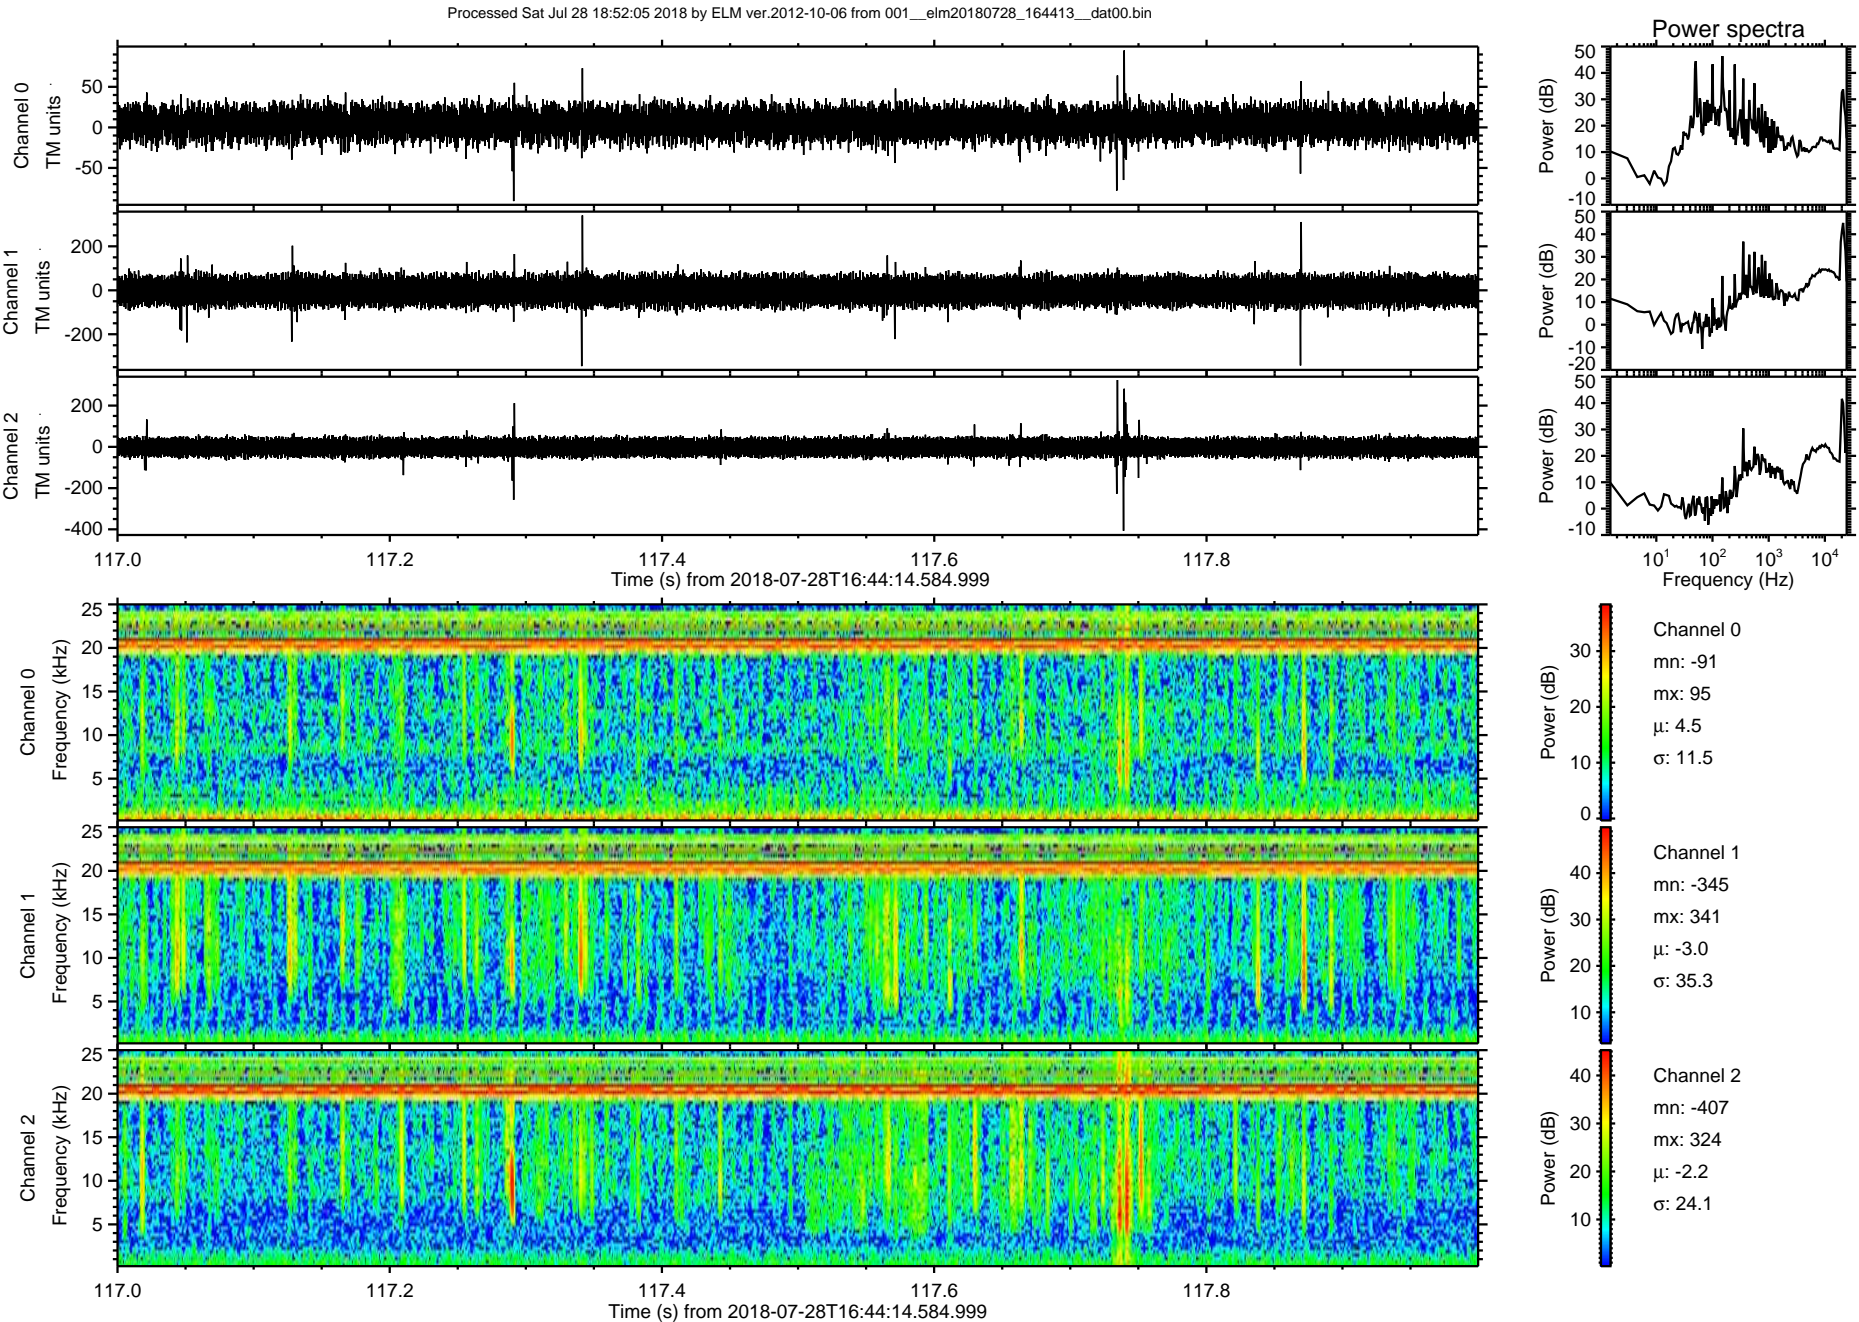 Processed Sat Jul 28 18:52:05 2018 by ELM ver.2012-10-06 from 001__elm20180728_164413__dat00.bin
Power spectra
Channel 0
TM units
50
0
-50
Power (dB)
50
40
30
20
10
0
-10
Channel 1
TM units
200
0
-200
Power (dB)
50
40
30
20
10
0
-10
-20
Channel 2
TM units
200
0
-200
-400
Power (dB)
50
40
30
20
10
0
-10
117.0 117.2 117.4 117.6 117.8
Time (s) from 2018-07-28T16:44:14.584.999
10^1 10^2 10^3 10^4
Frequency (Hz)
Channel 0
Frequency (kHz)
25
20
15
10
5
Power (dB)
30
20
10
0
Channel 0
mn: -91
mx: 95
μ: 4.5
σ: 11.5
Channel 1
Frequency (kHz)
25
20
15
10
5
Power (dB)
40
30
20
10
Channel 1
mn: -345
mx: 341
μ: -3.0
σ: 35.3
Channel 2
Frequency (kHz)
25
20
15
10
5
Power (dB)
40
30
20
10
Channel 2
mn: -407
mx: 324
μ: -2.2
σ: 24.1
117.0 117.2 117.4 117.6 117.8
Time (s) from 2018-07-28T16:44:14.584.999